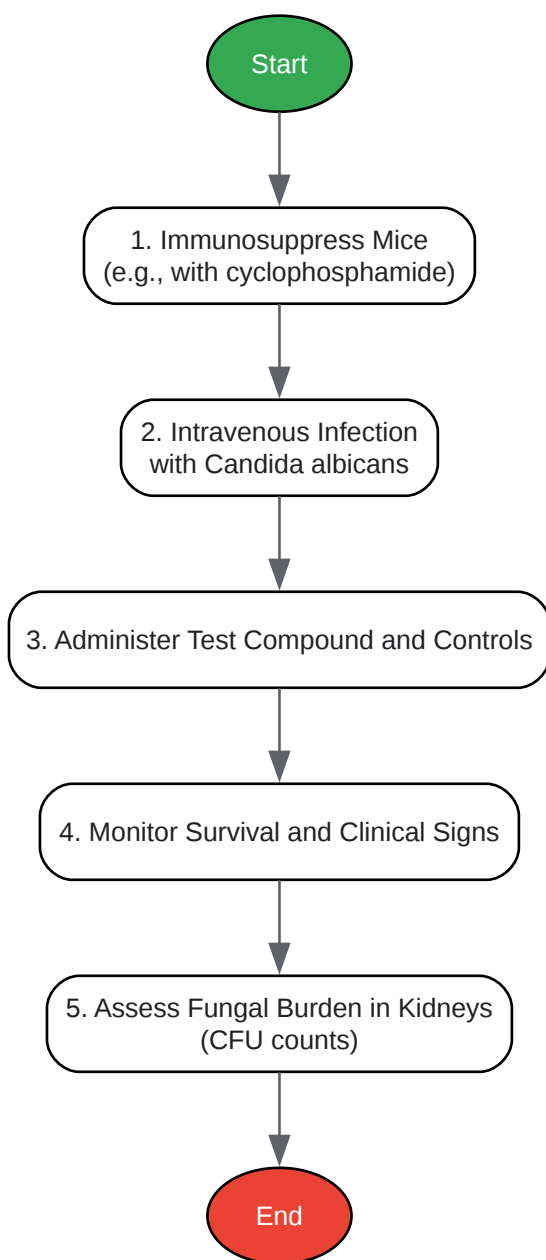 Start
1. Immunosuppress Mice
(e.g., with cyclophosphamide)
2. Intravenous Infection
with Candida albicans
3. Administer Test Compound and Controls
4. Monitor Survival and Clinical Signs
5. Assess Fungal Burden in Kidneys
(CFU counts)
End